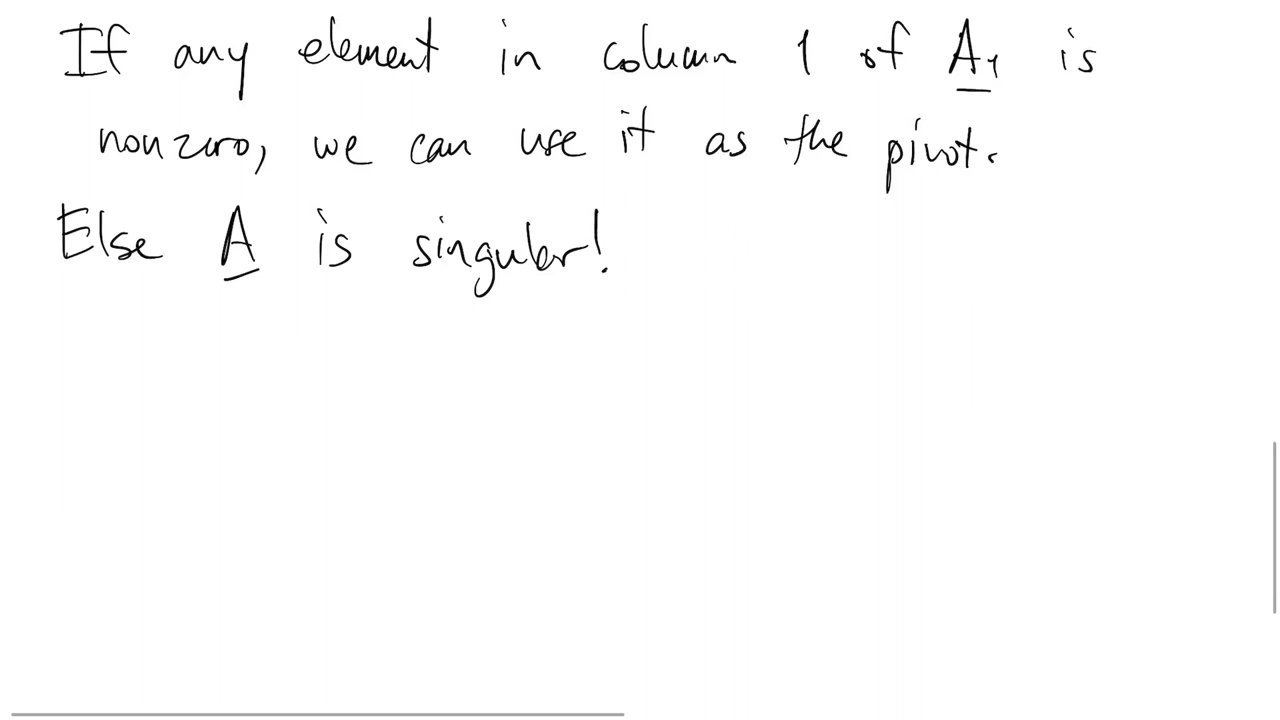 If any element in column 1 of A₁ is
nonzero, we can use it as the pivot.
Else A is singular!